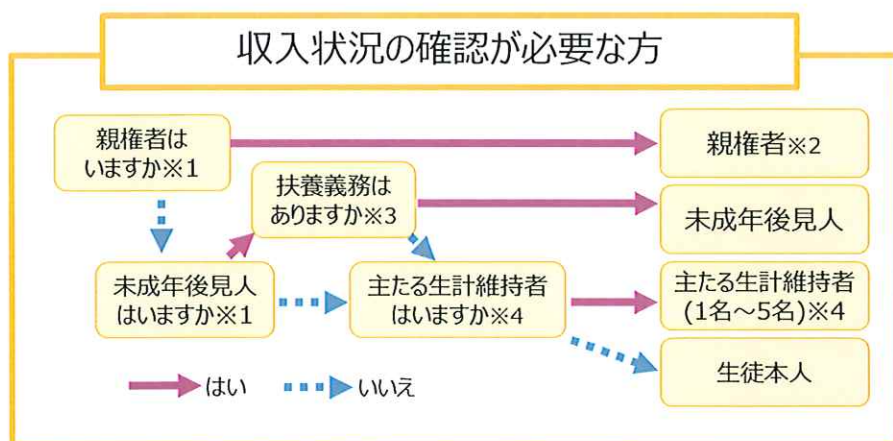 収入状況の確認が必要な方
親権者は
いますか※1
親権者※2
扶養義務は
ありますか※3
未成年後見人
未成年後見人
はいますか※1
主たる生計維持者
はいますか※4
主たる生計維持者
(1名～5名)※4
生徒本人
はい
いいえ